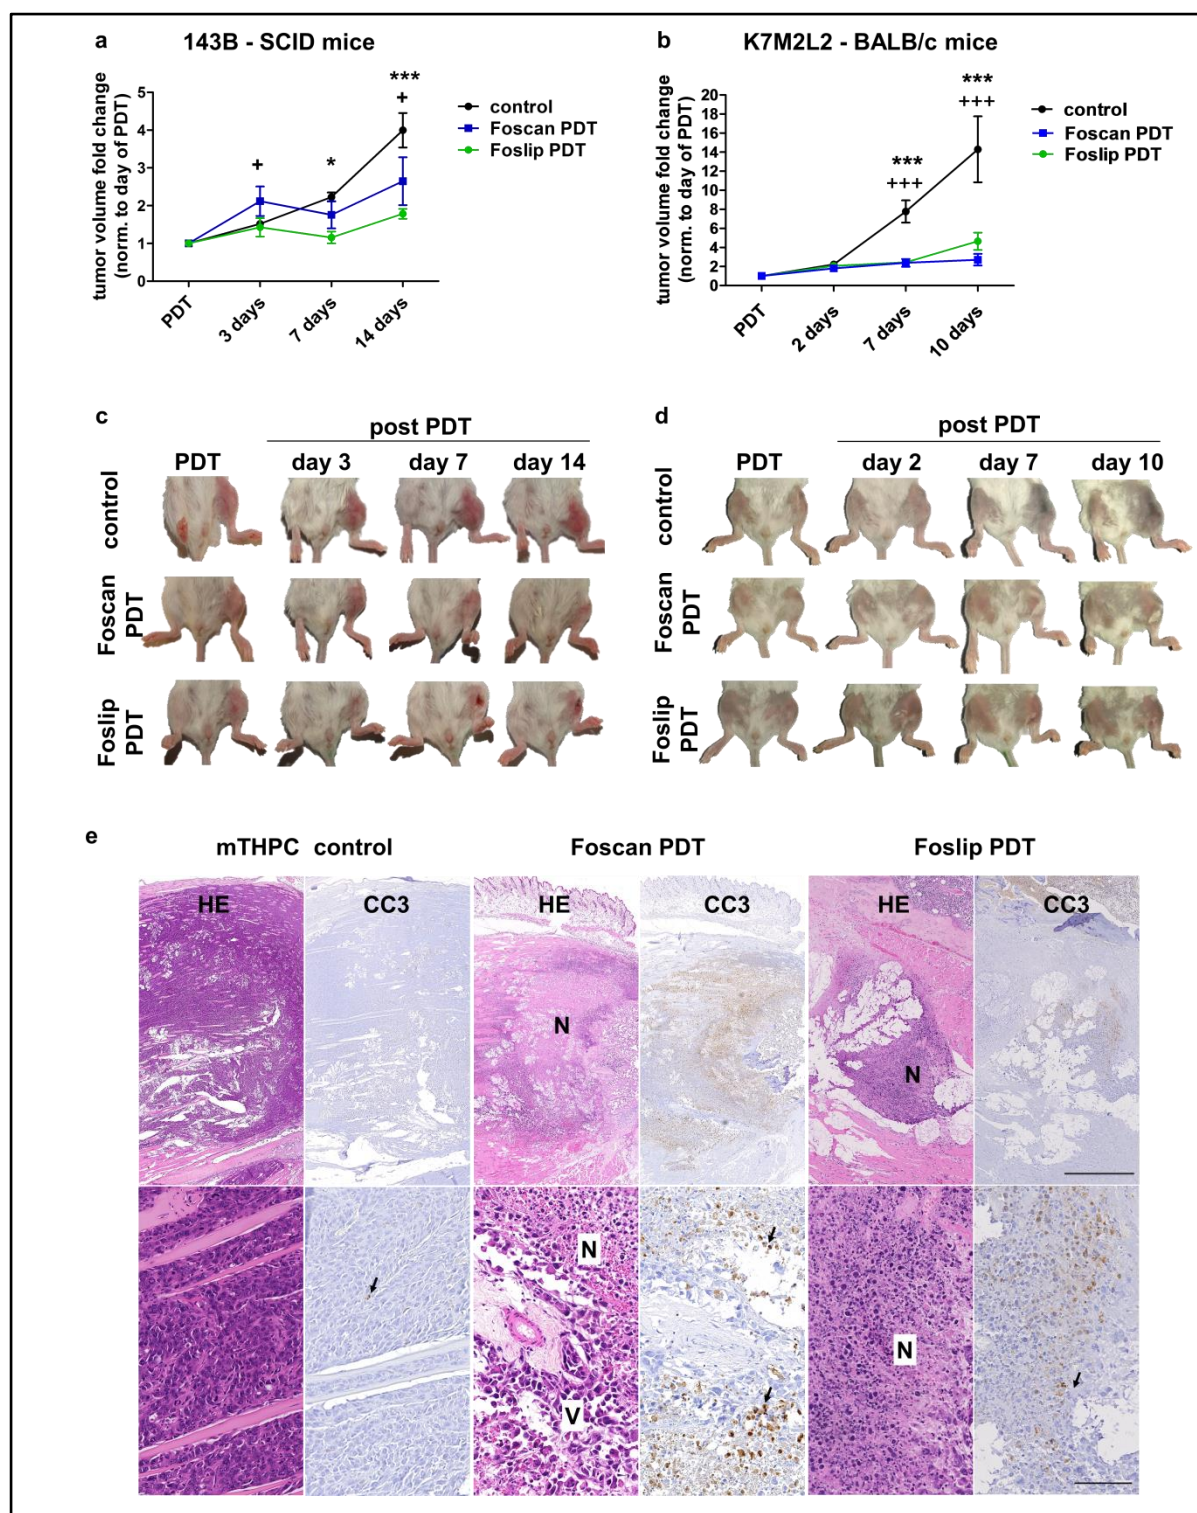 a 143B - SCID mice
tumor volume fold change
(norm. to day of PDT)
5
4
3
2
1
0
***
+
+
*
control
Foscan PDT
Foslip PDT
PDT
3 days
7 days
14 days
b K7M2L2 - BALB/c mice
tumor volume fold change
(norm. to day of PDT)
20
18
16
14
12
10
8
6
4
2
0
***
+++
***
+++
control
Foscan PDT
Foslip PDT
PDT
2 days
7 days
10 days
c
post PDT
PDT day 3 day 7 day 14
control
Foscan
PDT
Foslip
PDT
d
post PDT
PDT day 2 day 7 day 10
control
Foscan
PDT
Foslip
PDT
e
mTHPC control Foscan PDT Foslip PDT
HE CC3 HE CC3 HE CC3
N
N
N
V
N